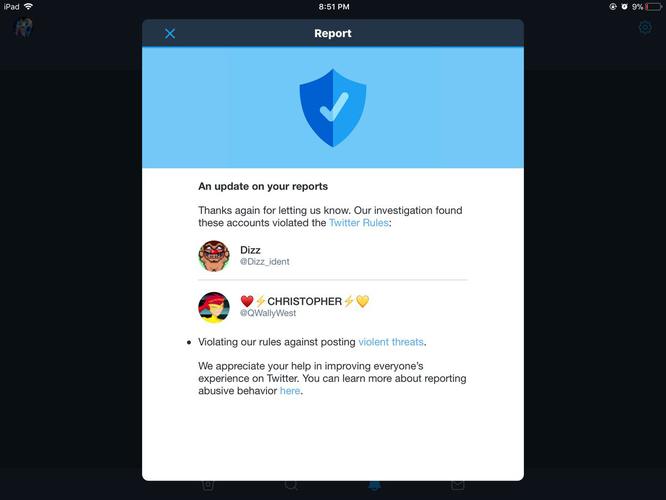 iPad 8:51 PM 9%
Report
An update on your reports
Thanks again for letting us know. Our investigation found
these accounts violated the Twitter Rules:
Dizz
@Dizz_ident
❤️⚡CHRISTOPHER⚡💛
@QWallyWest
• Violating our rules against posting violent threats.
We appreciate your help in improving everyone's
experience on Twitter. You can learn more about reporting
abusive behavior here.